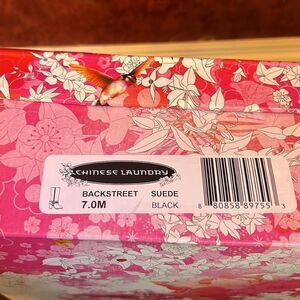 CHINESE LAUNDRY
BACKSTREET SUEDE
7.0M BLACK
8 80858 89755 3